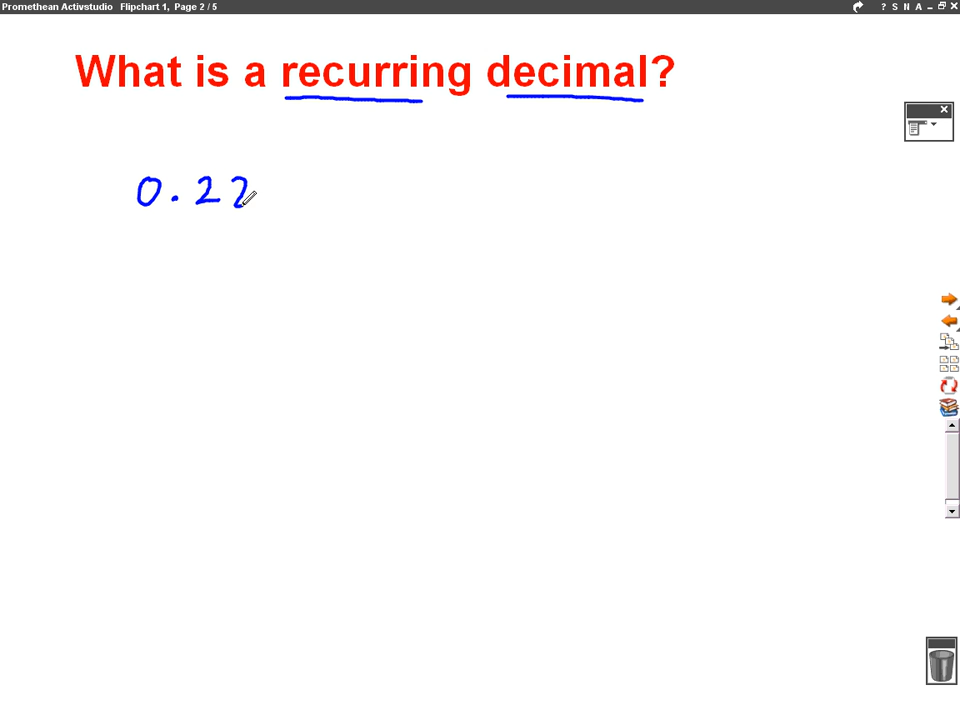 Promethean Activstudio Flipchart 1, Page 2 / 5
? S N A
What is a recurring decimal?
0.22